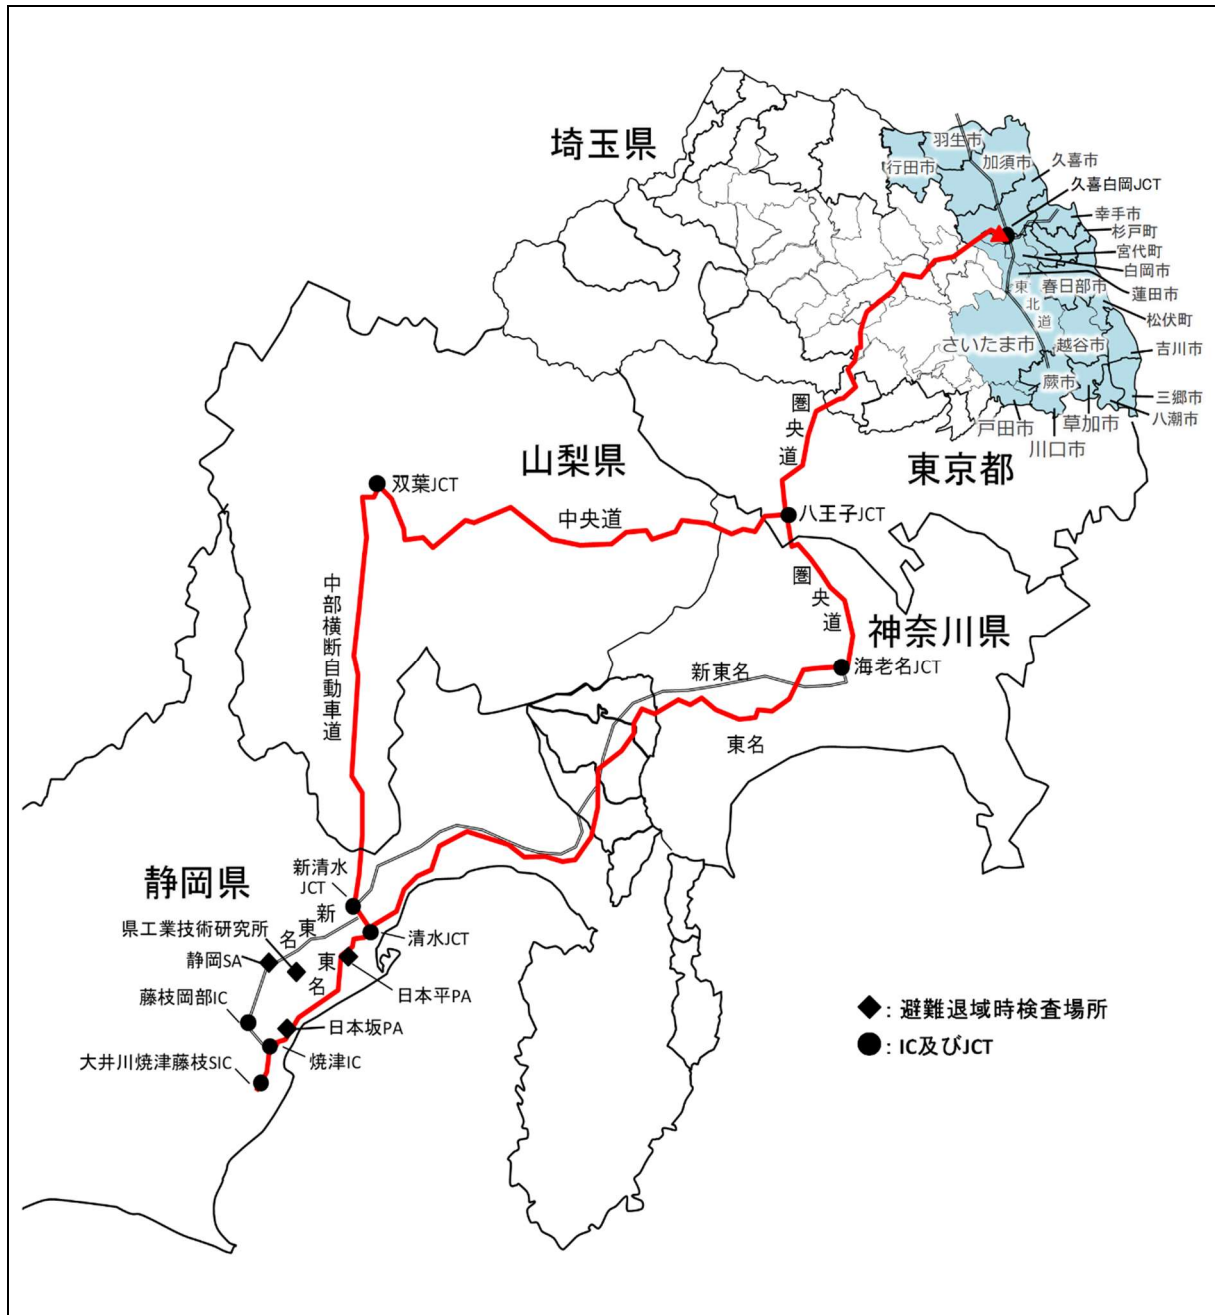 埼玉県
羽生市
行田市
加須市
久喜市
久喜白岡JCT
幸手市
杉戸町
宮代町
白岡市
蓮田市
春日部市
東北道
松伏町
さいたま市
越谷市
吉川市
蕨市
三郷市
八潮市
草加市
戸田市
川口市
圏央道
東京都
山梨県
双葉JCT
中央道
八王子JCT
圏央道
中部横断自動車道
神奈川県
新東名
海老名JCT
東名
静岡県
新清水
JCT
県工業技術研究所
新東名
静岡SA
清水JCT
東名
日本平PA
藤枝岡部IC
日本坂PA
大井川焼津藤枝SIC
焼津IC
◆：避難退域時検査場所
●：IC及びJCT